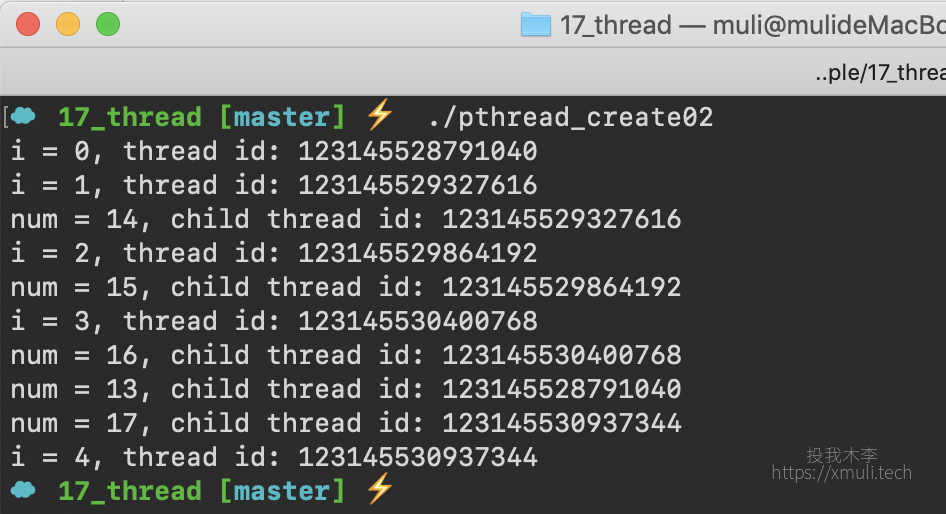 17_thread — muli@mulideMacBo
..ple/17_threa
17_thread [master] ⚡ ./pthread_create02
i = 0, thread id: 123145528791040
i = 1, thread id: 123145529327616
num = 14, child thread id: 123145529327616
i = 2, thread id: 123145529864192
num = 15, child thread id: 123145529864192
i = 3, thread id: 123145530400768
num = 16, child thread id: 123145530400768
num = 13, child thread id: 123145528791040
num = 17, child thread id: 123145530937344
i = 4, thread id: 123145530937344
17_thread [master] ⚡
投我木李
https://xmuli.tech